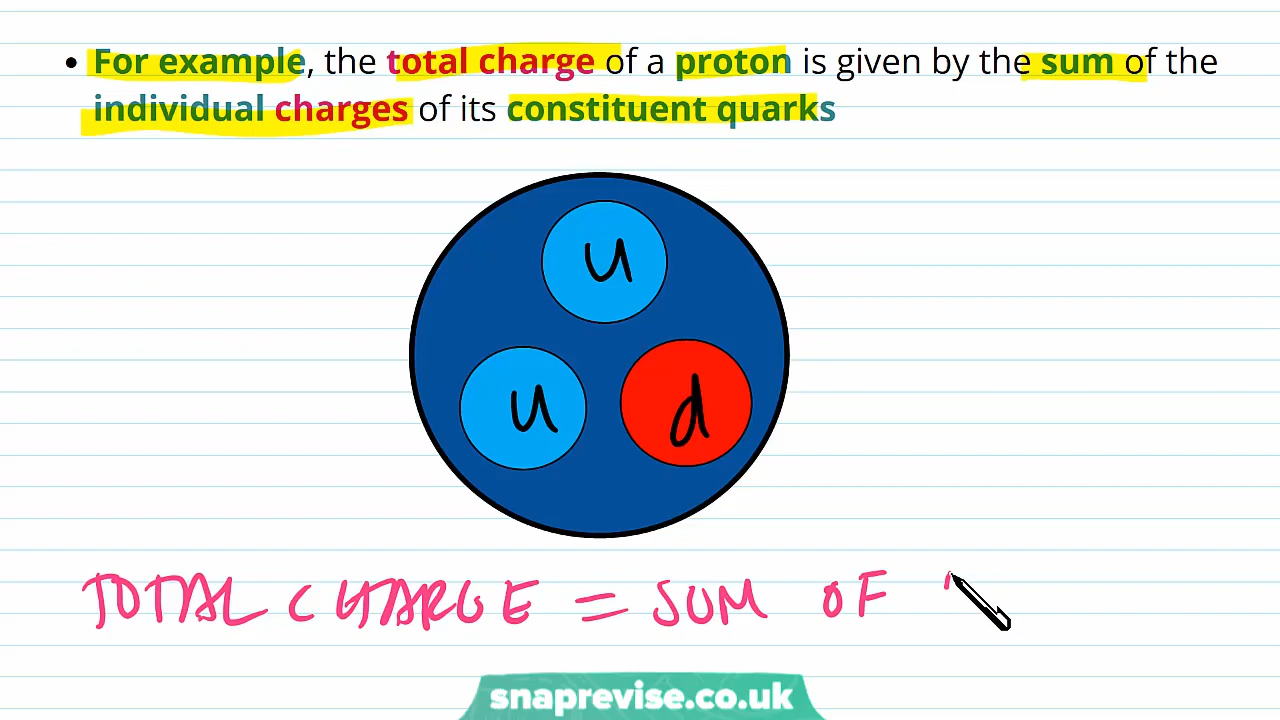 • For example, the total charge of a proton is given by the sum of the
individual charges of its constituent quarks
u
u d
TOTAL CHARGE = SUM OF
snaprevise.co.uk